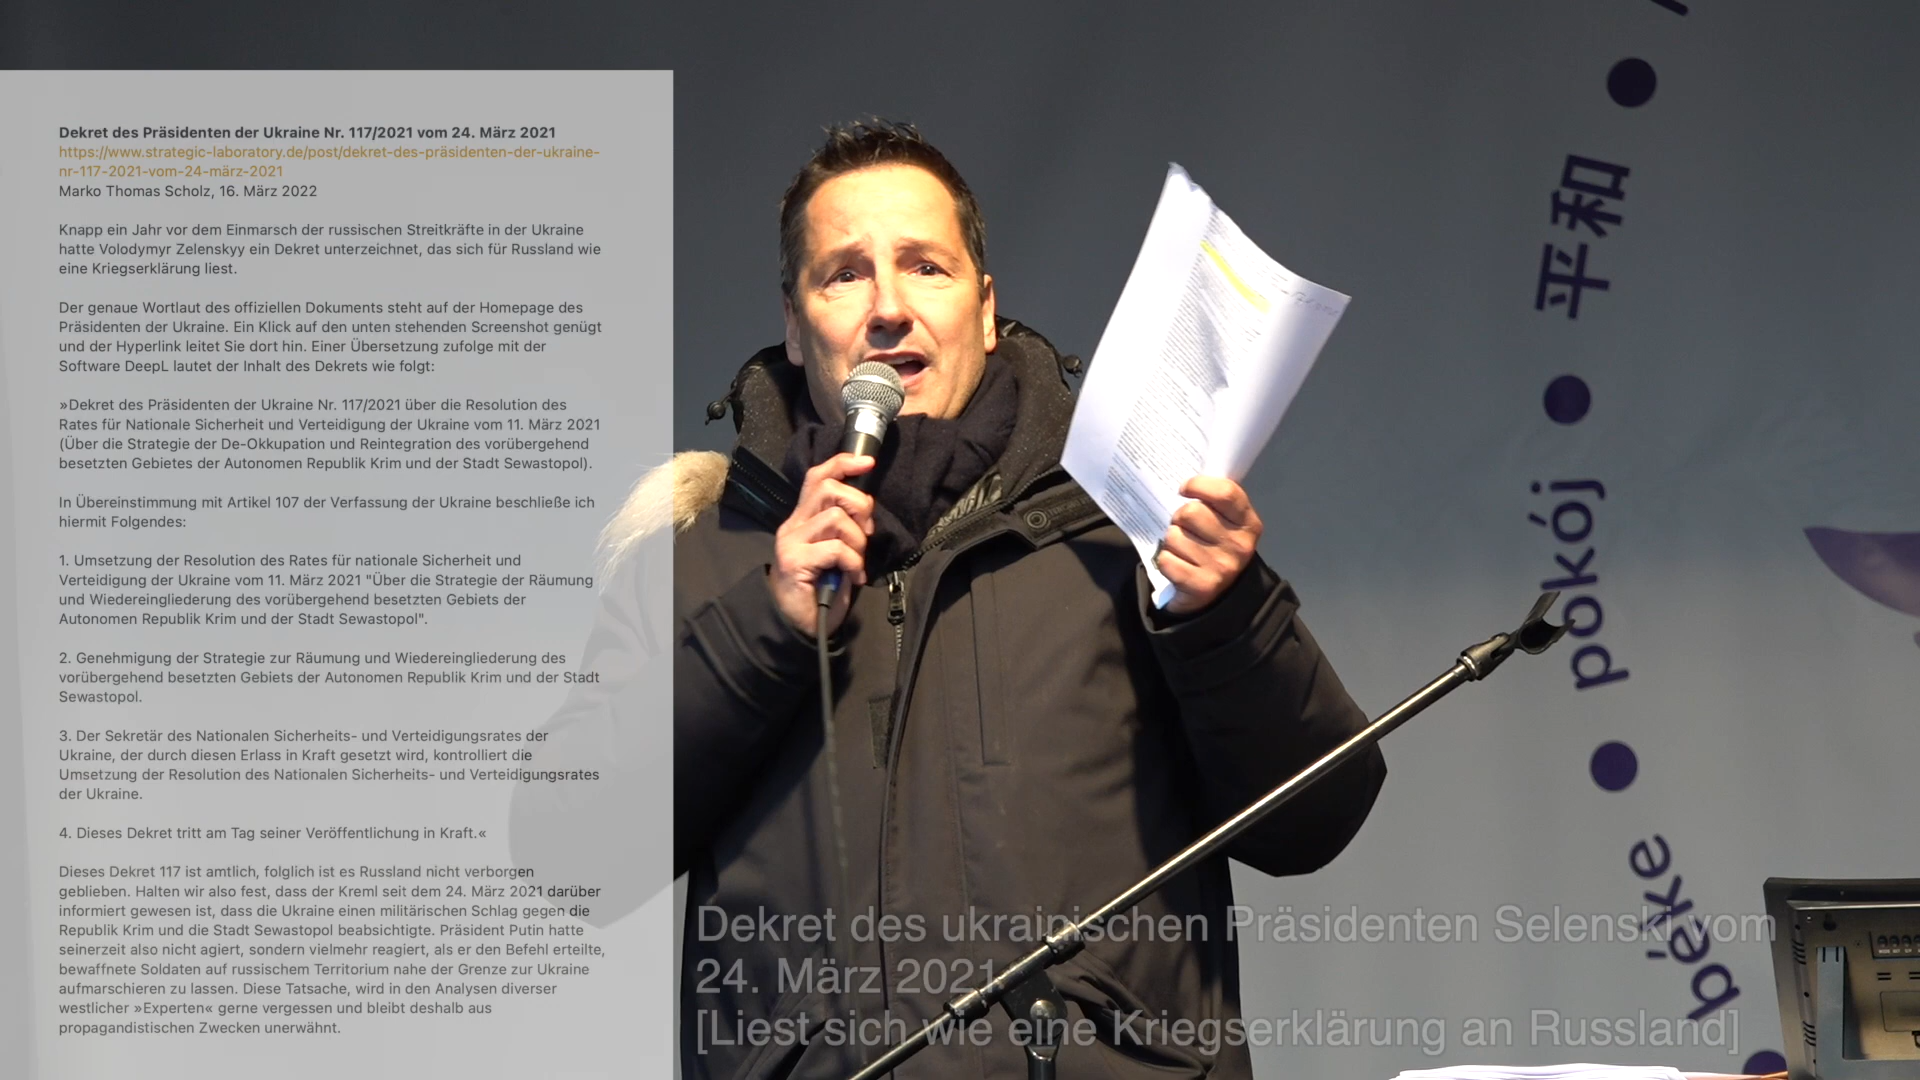 Dekret des Präsidenten der Ukraine Nr. 117/2021 vom 24. März 2021
https://www.strategic-laboratory.de/post/dekret-des-präsidenten-der-ukraine-
nr-117-2021-vom-24-märz-2021
Marko Thomas Scholz, 16. März 2022
Knapp ein Jahr vor dem Einmarsch der russischen Streitkräfte in der Ukraine
hatte Volodymyr Zelenskyy ein Dekret unterzeichnet, das sich für Russland wie
eine Kriegserklärung liest.
Der genaue Wortlaut des offiziellen Dokuments steht auf der Homepage des
Präsidenten der Ukraine. Ein Klick auf den unten stehenden Screenshot genügt
und der Hyperlink leitet Sie dort hin. Einer Übersetzung zufolge mit der
Software DeepL lautet der Inhalt des Dekrets wie folgt:
»Dekret des Präsidenten der Ukraine Nr. 117/2021 über die Resolution des
Rates für Nationale Sicherheit und Verteidigung der Ukraine vom 11. März 2021
(Über die Strategie der De-Okkupation und Reintegration des vorübergehend
besetzten Gebietes der Autonomen Republik Krim und der Stadt Sewastopol).
In Übereinstimmung mit Artikel 107 der Verfassung der Ukraine beschließe ich
hiermit Folgendes:
1. Umsetzung der Resolution des Rates für nationale Sicherheit und
Verteidigung der Ukraine vom 11. März 2021 "Über die Strategie der Räumung
und Wiedereingliederung des vorübergehend besetzten Gebiets der
Autonomen Republik Krim und der Stadt Sewastopol".
2. Genehmigung der Strategie zur Räumung und Wiedereingliederung des
vorübergehend besetzten Gebiets der Autonomen Republik Krim und der Stadt
Sewastopol.
3. Der Sekretär des Nationalen Sicherheits- und Verteidigungsrates der
Ukraine, der durch diesen Erlass in Kraft gesetzt wird, kontrolliert die
Umsetzung der Resolution des Nationalen Sicherheits- und Verteidigungsrates
der Ukraine.
4. Dieses Dekret tritt am Tag seiner Veröffentlichung in Kraft.«
Dieses Dekret 117 ist amtlich, folglich ist es Russland nicht verborgen
geblieben. Halten wir also fest, dass der Kreml seit dem 24. März 2021 darüber
informiert gewesen ist, dass die Ukraine einen militärischen Schlag gegen die
Republik Krim und die Stadt Sewastopol beabsichtigte. Präsident Putin hatte
seinerzeit also nicht agiert, sondern vielmehr reagiert, als er den Befehl erteilte,
bewaffnete Soldaten auf russischem Territorium nahe der Grenze zur Ukraine
aufmarschieren zu lassen. Diese Tatsache, wird in den Analysen diverser
westlicher »Experten« gerne vergessen und bleibt deshalb aus
propagandistischen Zwecken unerwähnt.
Dekret des ukrainischen Präsidenten Selenski vom
24. März 2021
[Liest sich wie eine Kriegserklärung an Russland]
béke • pokój • 平和 •